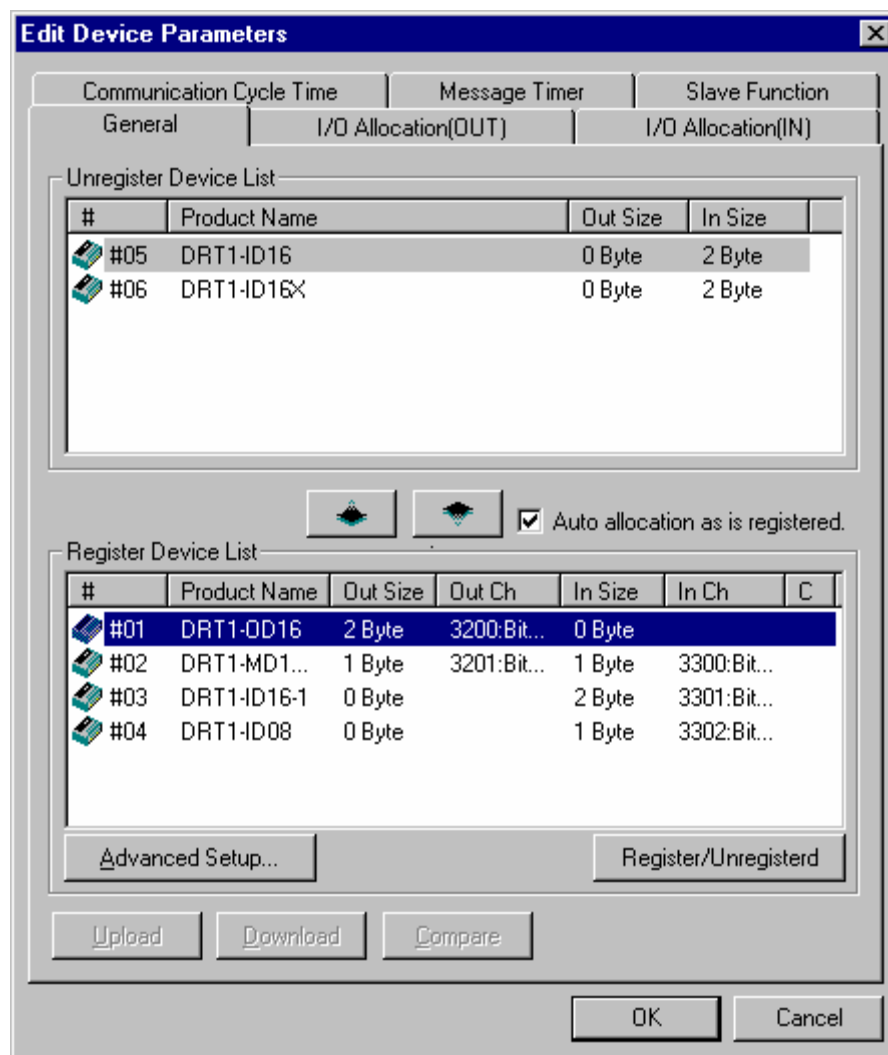 Edit Device Parameters
Communication Cycle Time Message Timer Slave Function
General I/O Allocation(OUT) I/O Allocation(IN)
Unregister Device List
# Product Name Out Size In Size
#05 DRT1-ID16 0 Byte 2 Byte
#06 DRT1-ID16X 0 Byte 2 Byte
Auto allocation as is registered.
Register Device List
# Product Name Out Size Out Ch In Size In Ch C
#01 DRT1-OD16 2 Byte 3200:Bit... 0 Byte
#02 DRT1-MD1... 1 Byte 3201:Bit... 1 Byte 3300:Bit...
#03 DRT1-ID16-1 0 Byte 2 Byte 3301:Bit...
#04 DRT1-ID08 0 Byte 1 Byte 3302:Bit...
Advanced Setup... Register/Unregisterd
Upload Download Compare
OK Cancel